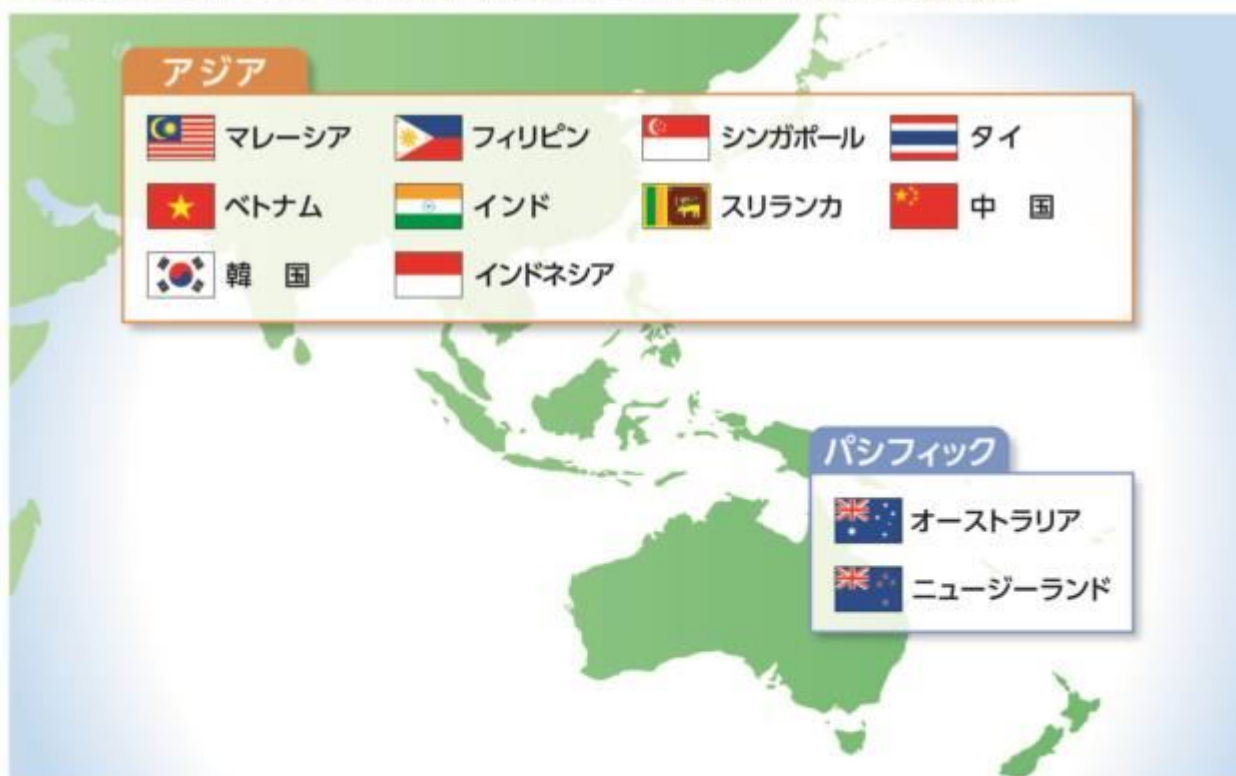 アジア
マレーシア フィリピン シンガポール タイ
ベトナム インド スリランカ 中 国
韓 国 インドネシア
パシフィック
オーストラリア
ニュージーランド